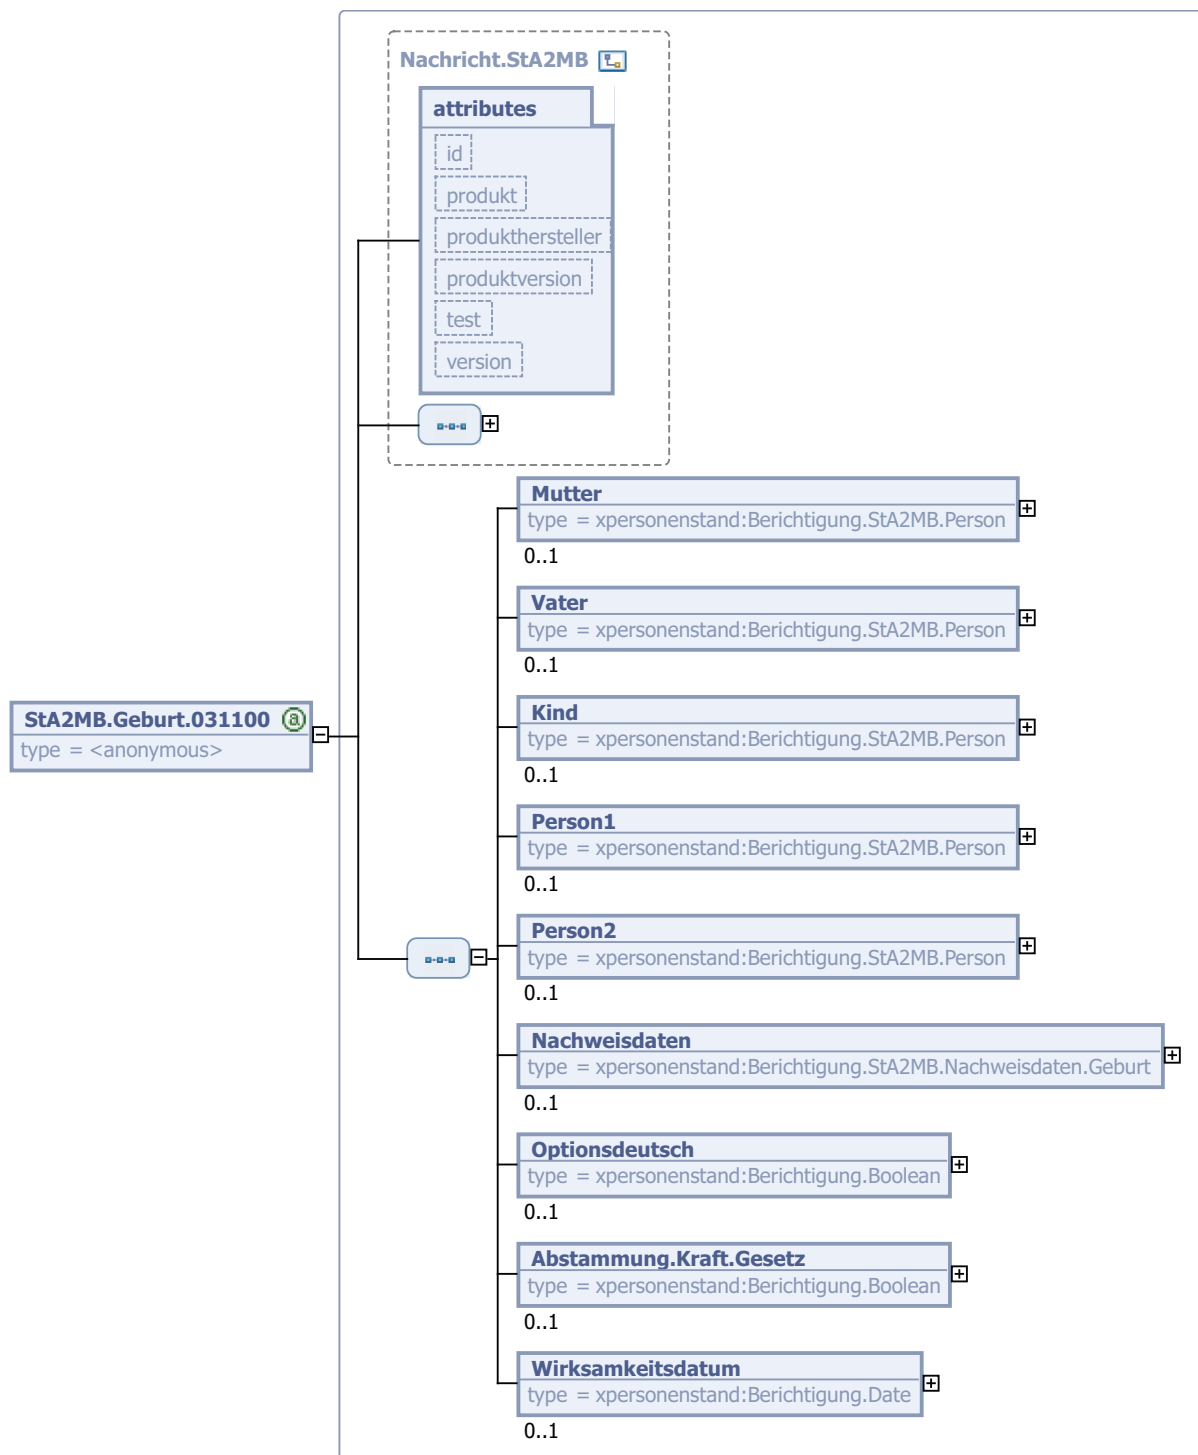 Nachricht.StA2MB
attributes
id
produkt
produkthersteller
produktversion
test
version
StA2MB.Geburt.031100
type = <anonymous>
Mutter
type = xpersonenstand:Berichtigung.StA2MB.Person
0..1
Vater
type = xpersonenstand:Berichtigung.StA2MB.Person
0..1
Kind
type = xpersonenstand:Berichtigung.StA2MB.Person
0..1
Person1
type = xpersonenstand:Berichtigung.StA2MB.Person
0..1
Person2
type = xpersonenstand:Berichtigung.StA2MB.Person
0..1
Nachweisdaten
type = xpersonenstand:Berichtigung.StA2MB.Nachweisdaten.Geburt
0..1
Optionsdeutsch
type = xpersonenstand:Berichtigung.Boolean
0..1
Abstammung.Kraft.Gesetz
type = xpersonenstand:Berichtigung.Boolean
0..1
Wirksamkeitsdatum
type = xpersonenstand:Berichtigung.Date
0..1